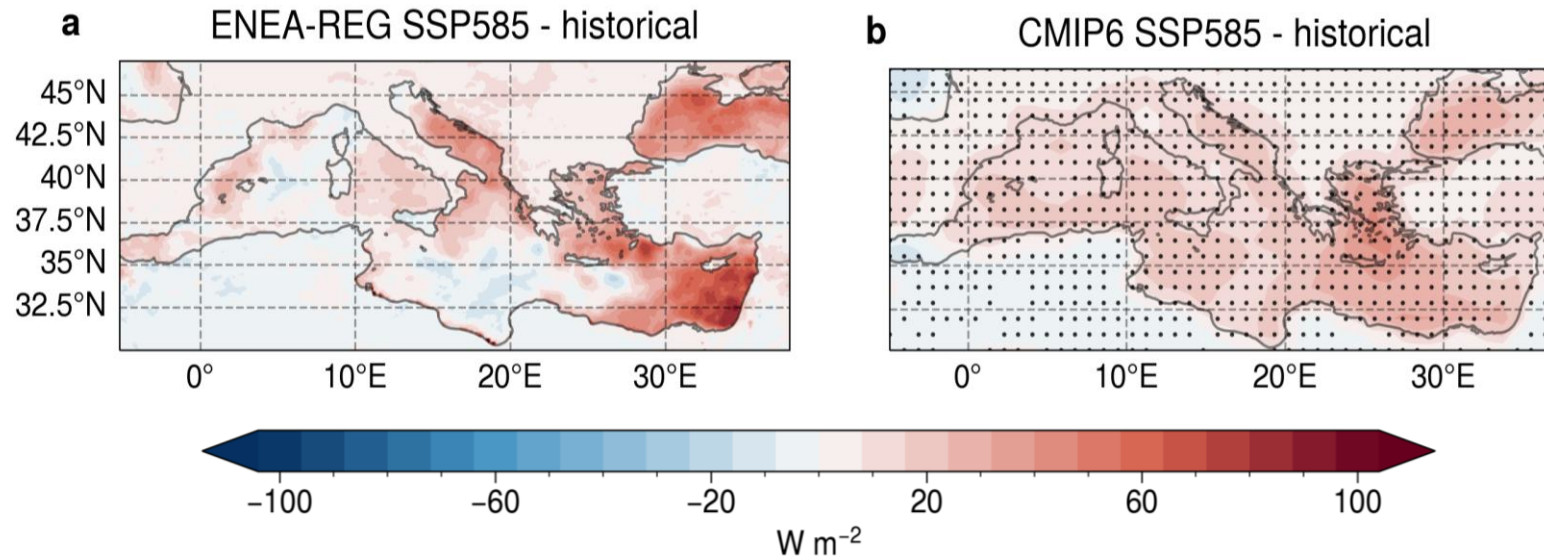 a ENEA-REG SSP585 - historical
b CMIP6 SSP585 - historical
45°N
42.5°N
40°N
37.5°N
35°N
32.5°N
0° 10°E 20°E 30°E
0° 10°E 20°E 30°E
−100 −60 −20 20 60 100
W m⁻²